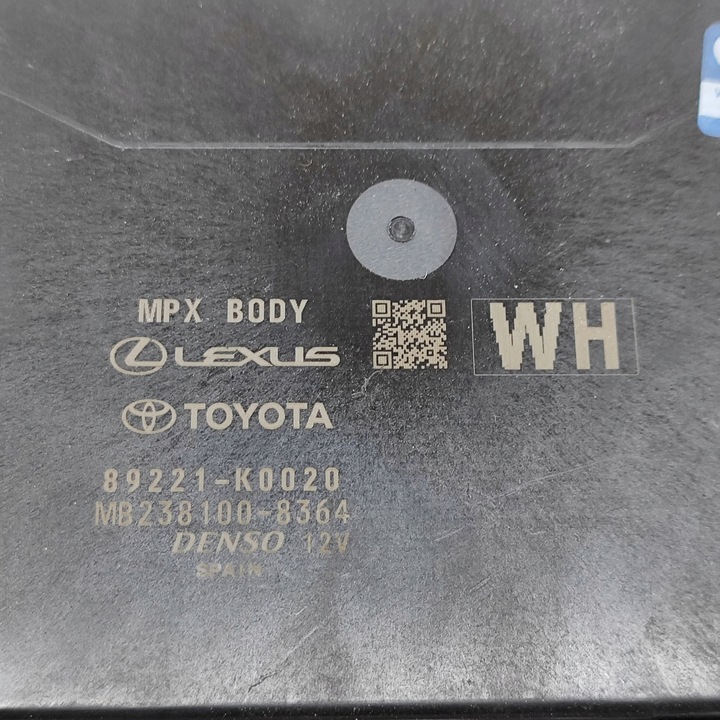 MPX BODY
LEXUS
WH
TOYOTA
89221-K0020
MB238100-8364
DENSO 12V
SPAIN